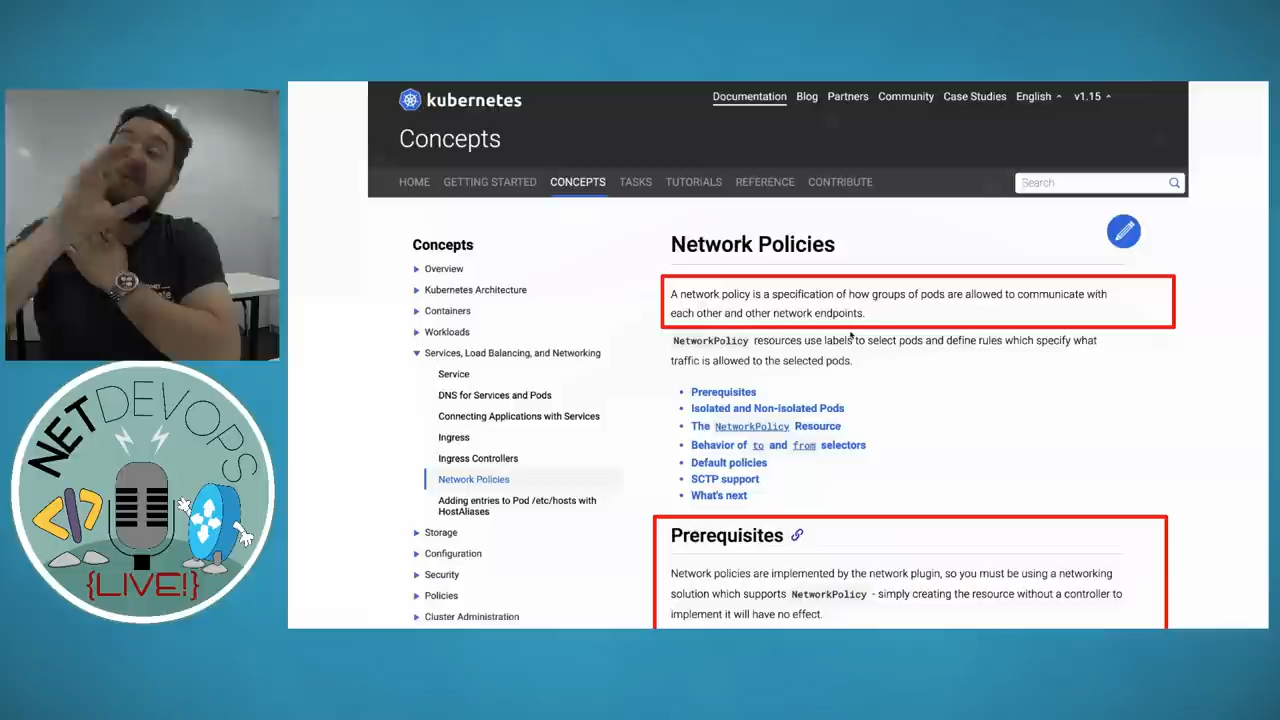 kubernetes
Documentation Blog Partners Community Case Studies English v1.15
Concepts
HOME GETTING STARTED CONCEPTS TASKS TUTORIALS REFERENCE CONTRIBUTE
Search
Concepts
Overview
Kubernetes Architecture
Containers
Workloads
Services, Load Balancing, and Networking
Service
DNS for Services and Pods
Connecting Applications with Services
Ingress
Ingress Controllers
Network Policies
Adding entries to Pod /etc/hosts with
HostAliases
Storage
Configuration
Security
Policies
Cluster Administration
Network Policies
A network policy is a specification of how groups of pods are allowed to communicate with
each other and other network endpoints.
NetworkPolicy resources use labels to select pods and define rules which specify what
traffic is allowed to the selected pods.
Prerequisites
Isolated and Non-isolated Pods
The NetworkPolicy Resource
Behavior of to and from selectors
Default policies
SCTP support
What's next
Prerequisites
Network policies are implemented by the network plugin, so you must be using a networking
solution which supports NetworkPolicy - simply creating the resource without a controller to
implement it will have no effect.
NETDEVOPS
</>
{LIVE!}